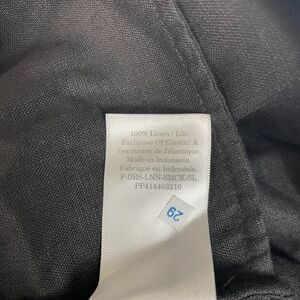 100% Linen / Lin.
Exclusive Of Elastic/ À
l'exclusion de l'élastique.
Made in Indonesia.
Fabriqué en Indonésie.
F-DRS-LNN-SMCK-SL
PP414403216
29